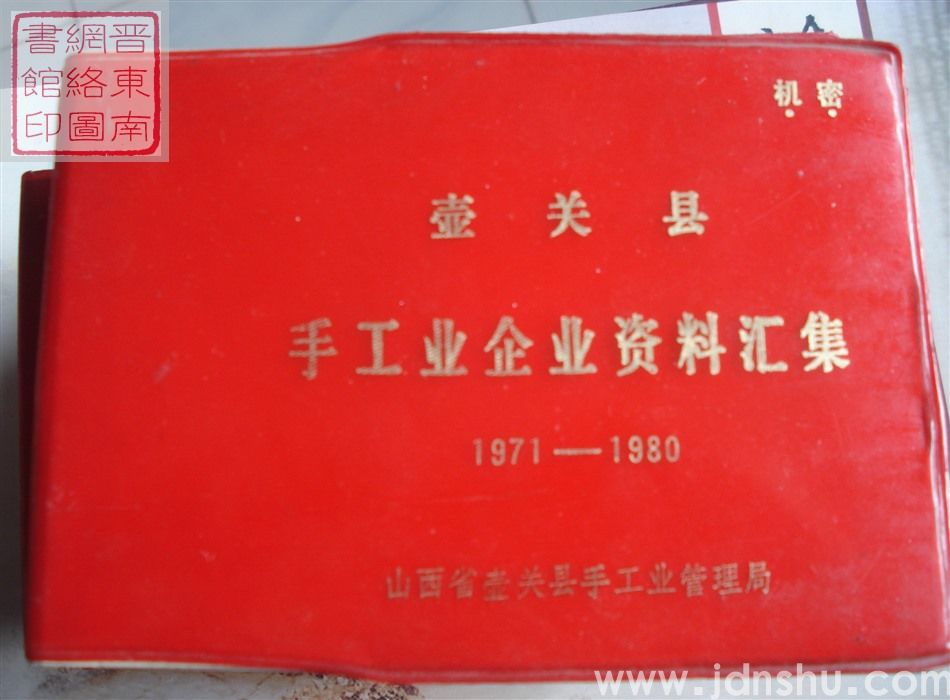 晋東南
網絡圖
書館印
机密
壶关县
手工业企业资料汇集
1971—1980
山西省壶关县手工业管理局
www.jdnshu.com